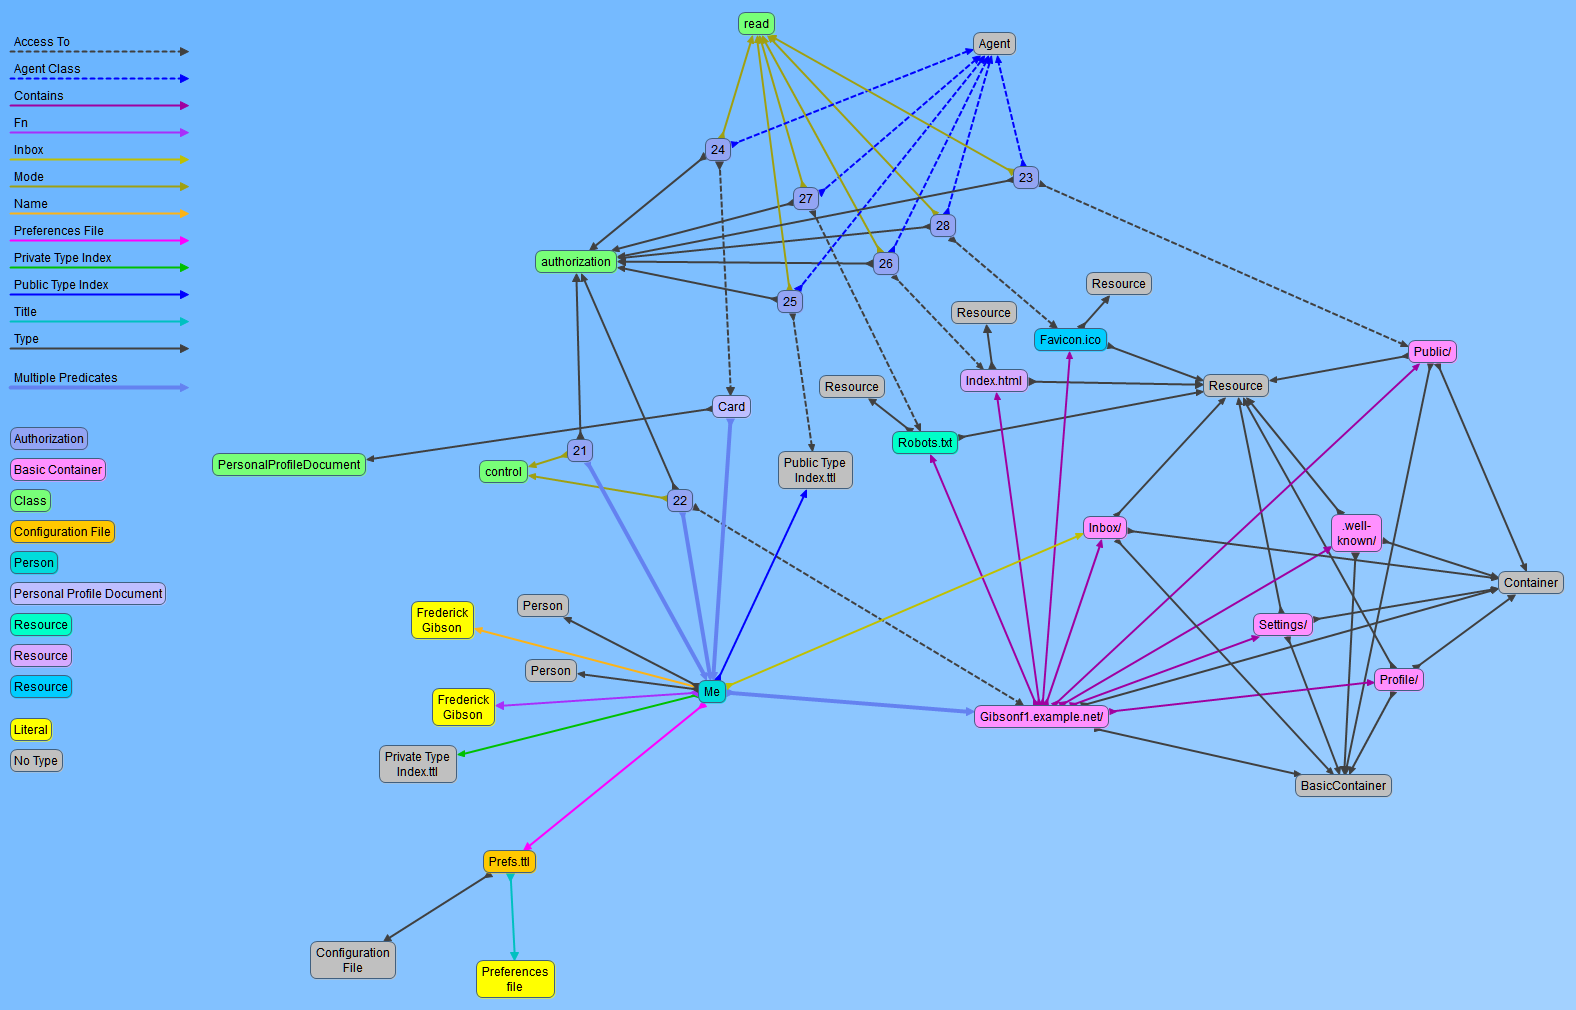 Access To
Agent Class
Contains
Fn
Inbox
Mode
Name
Preferences File
Private Type Index
Public Type Index
Title
Type
Multiple Predicates
Authorization
Basic Container
Class
Configuration File
Person
Personal Profile Document
Resource
Resource
Resource
Literal
No Type
read
Agent
24
23
27
28
authorization
26
25
Resource
Resource
Favicon.ico
Public/
Index.html
Resource
Resource
Card
Robots.txt
21
PersonalProfileDocument
control
Public Type
Index.ttl
22
Inbox/
.well-
known/
Container
Person
Frederick
Gibson
Settings/
Person
Profile/
Me
Frederick
Gibson
Gibsonf1.example.net/
Private Type
Index.ttl
BasicContainer
Prefs.ttl
Configuration
File
Preferences
file